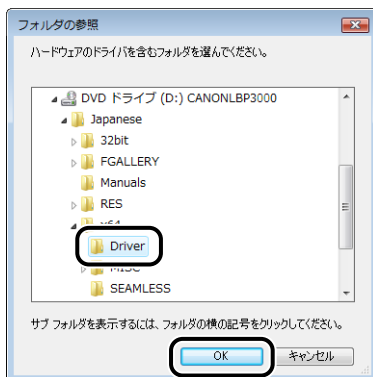 フォルダの参照
ハードウェアのドライバを含むフォルダを選んでください。
DVD ドライブ (D:) CANONLBP3000
Japanese
32bit
FGALLERY
Manuals
RES
x64
Driver
MISC
SEAMLESS
サブ フォルダを表示するには、フォルダの横の記号をクリックしてください。
OK
キャンセル